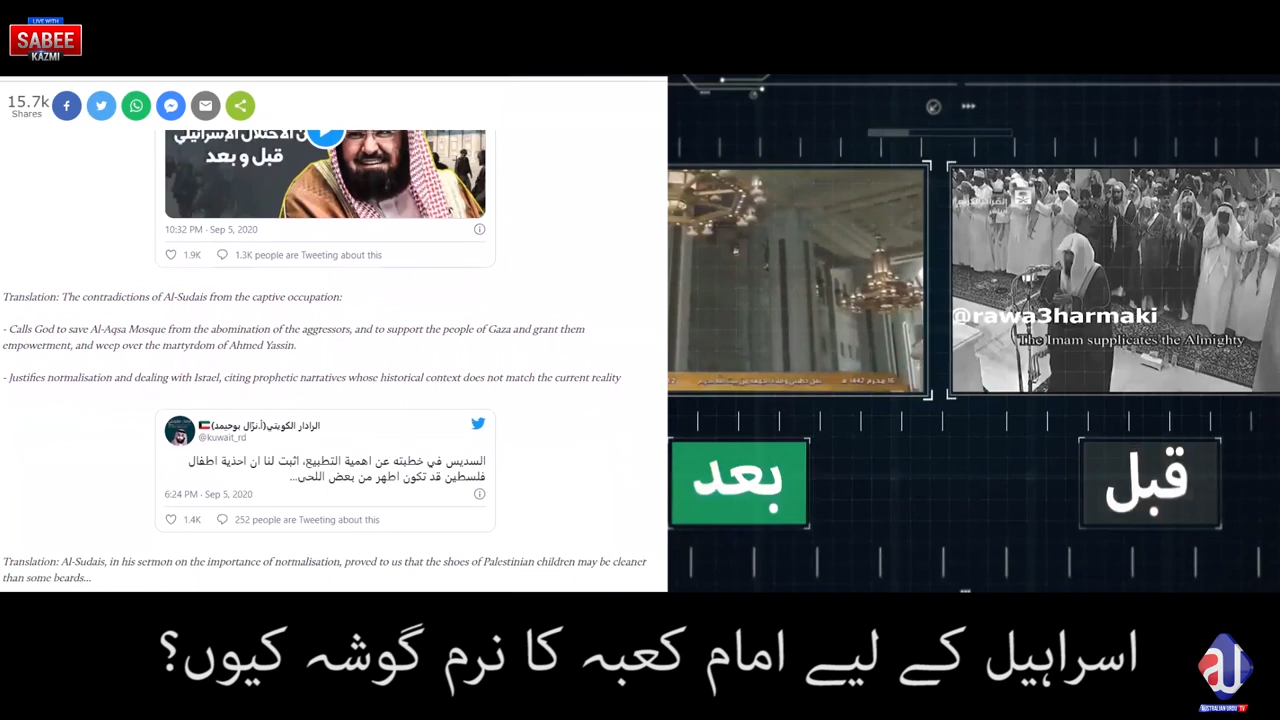 LIVE WITH
SABEE
KAZMI
15.7k
Shares
ن الاحتلال الإسرائيلي
قبل و بعد
10:32 PM · Sep 5, 2020
1.9K
1.3K people are Tweeting about this
Translation: The contradictions of Al-Sudais from the captive occupation:
- Calls God to save Al-Aqsa Mosque from the abomination of the aggressors, and to support the people of Gaza and grant them
empowerment, and weep over the martyrdom of Ahmed Yassin.
- Justifies normalisation and dealing with Israel, citing prophetic narratives whose historical context does not match the current reality
الرادار الكويتي(أ.نزّال بوحيمد)
@kuwait_rd
السديس في خطبته عن اهمية التطبيع، اثبت لنا ان احذية اطفال
فلسطين قد تكون اطهر من بعض اللحى...
6:24 PM · Sep 5, 2020
1.4K
252 people are Tweeting about this
Translation: Al-Sudais, in his sermon on the importance of normalisation, proved to us that the shoes of Palestinian children may be cleaner
than some beards...
@rawa3harmaki
The Imam supplicates the Almighty
قبل
بعد
اسراہیل کے لیے امام کعبہ کا نرم گوشہ کیوں؟
AUSTRALIAN URDU TV